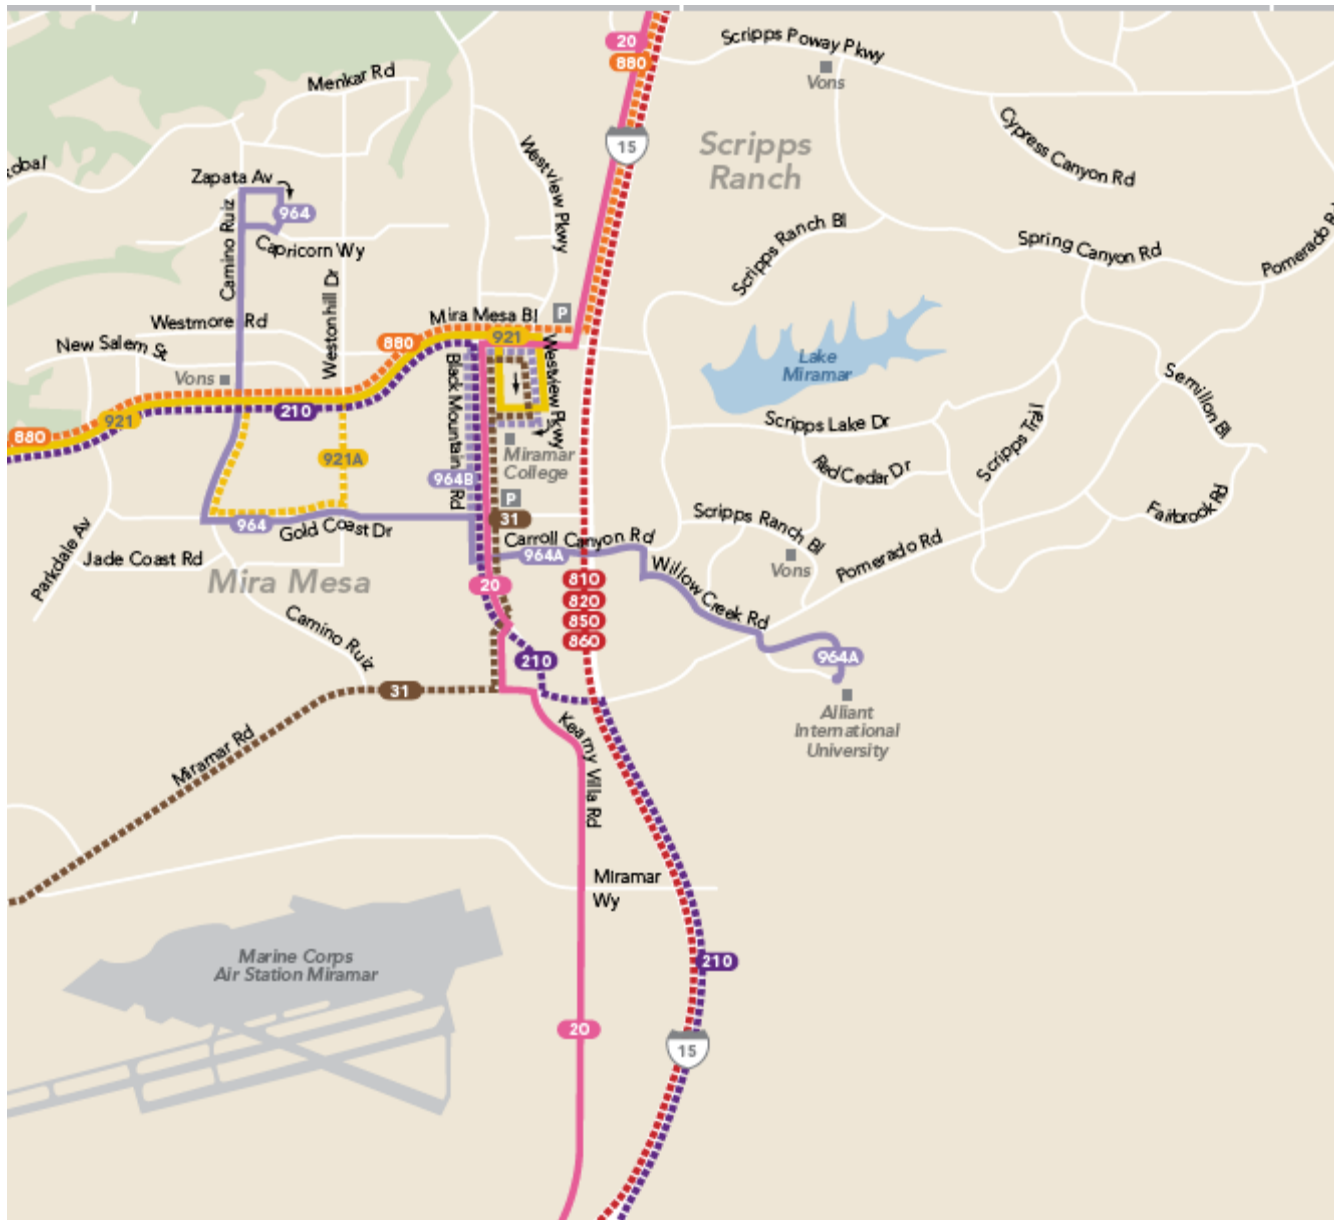 Scripps Poway Pkwy
20
880
Vons
Menkar Rd
15
Scripps
Ranch
Cypress Canyon Rd
Westview Pkwy
obal
Zapata Av
964
Camino Ruiz
Capricorn Wy
Scripps Ranch Bl
Spring Canyon Rd
Pomerado R
Westonhill Dr
Westmore Rd
Mira Mesa Bl
P
921
880
New Salem St
Vons
Black Mountain Rd
Westview Pkwy
Lake
Miramar
Semillon Bl
210
921
880
921A
Scripps Lake Dr
Scripps Trail
Red Cedar Dr
Miramar
College
964B
P
31
964
Gold Coast Dr
Scripps Ranch Bl
Fairbrook Rd
Carroll Canyon Rd
964A
Vons
Pomerado Rd
Parkdale Av
Jade Coast Rd
Mira Mesa
20
810
820
850
860
Willow Creek Rd
Camino Ruiz
210
964A
31
Alliant
International
University
Miramar Rd
Kearny Villa Rd
Miramar
Wy
Marine Corps
Air Station Miramar
210
20
15